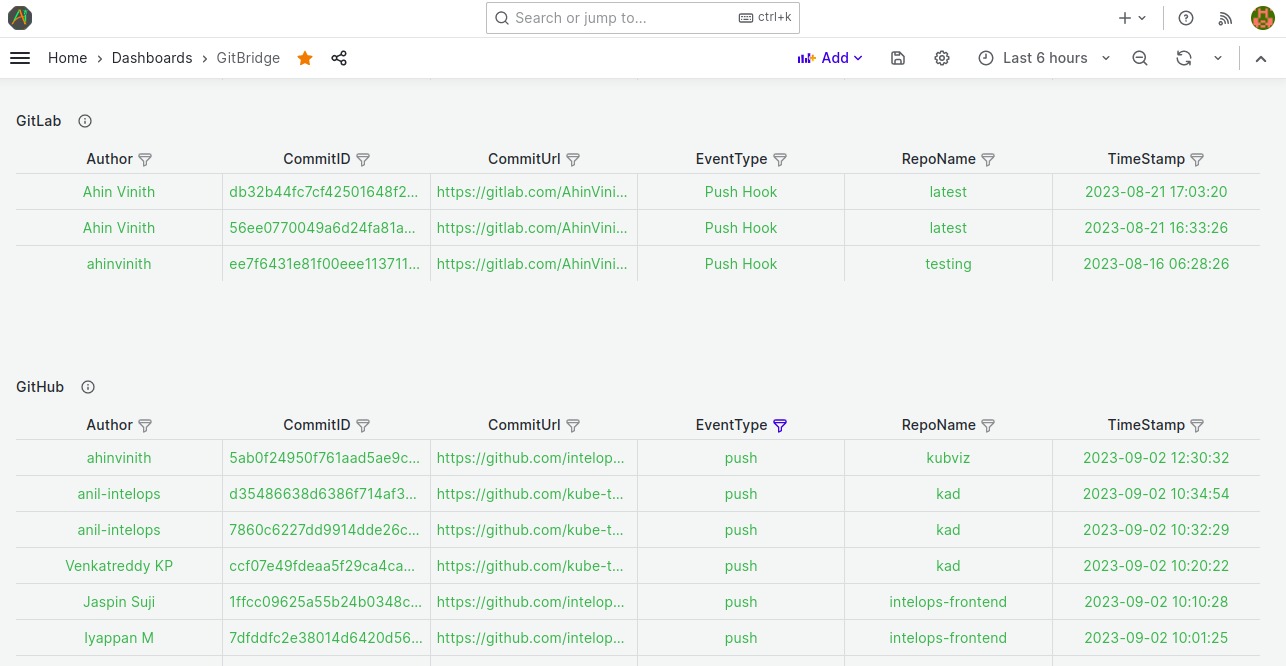 Search or jump to... ctrl+k
Home › Dashboards › GitBridge Add Last 6 hours
GitLab
Author CommitID CommitUrl EventType RepoName TimeStamp
Ahin Vinith db32b44fc7cf42501648f2... https://gitlab.com/AhinVini... Push Hook latest 2023-08-21 17:03:20
Ahin Vinith 56ee0770049a6d24fa81a... https://gitlab.com/AhinVini... Push Hook latest 2023-08-21 16:33:26
ahinvinith ee7f6431e81f00eee113711... https://gitlab.com/AhinVini... Push Hook testing 2023-08-16 06:28:26
GitHub
Author CommitID CommitUrl EventType RepoName TimeStamp
ahinvinith 5ab0f24950f761aad5ae9c... https://github.com/intelop... push kubviz 2023-09-02 12:30:32
anil-intelops d35486638d6386f714af3... https://github.com/kube-t... push kad 2023-09-02 10:34:54
anil-intelops 7860c6227dd9914dde26c... https://github.com/kube-t... push kad 2023-09-02 10:32:29
Venkatreddy KP ccf07e49fdeaa5f29ca4ca... https://github.com/kube-t... push kad 2023-09-02 10:20:22
Jaspin Suji 1ffcc09625a55b24b0348c... https://github.com/intelop... push intelops-frontend 2023-09-02 10:10:28
Iyappan M 7dfddfc2e38014d6420d56... https://github.com/intelop... push intelops-frontend 2023-09-02 10:01:25